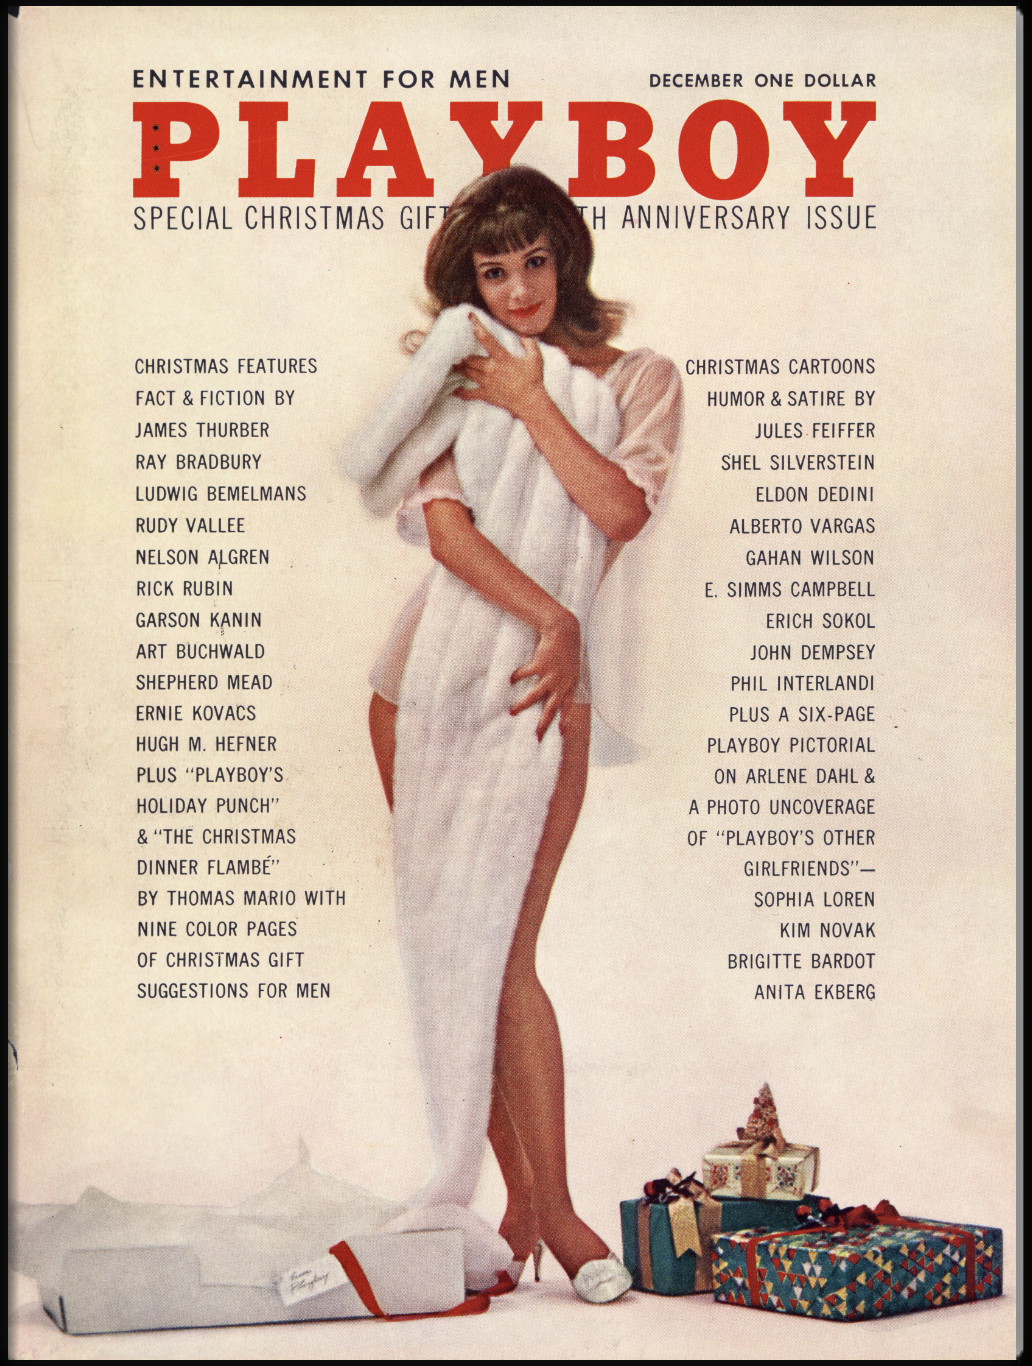 ENTERTAINMENT FOR MEN
DECEMBER ONE DOLLAR
PLAYBOY
SPECIAL CHRISTMAS GIFT TH ANNIVERSARY ISSUE
CHRISTMAS FEATURES
FACT & FICTION BY
JAMES THURBER
RAY BRADBURY
LUDWIG BEMELMANS
RUDY VALLEE
NELSON ALGREN
RICK RUBIN
GARSON KANIN
ART BUCHWALD
SHEPHERD MEAD
ERNIE KOVACS
HUGH M. HEFNER
PLUS “PLAYBOY'S
HOLIDAY PUNCH”
& “THE CHRISTMAS
DINNER FLAMBÉ”
BY THOMAS MARIO WITH
NINE COLOR PAGES
OF CHRISTMAS GIFT
SUGGESTIONS FOR MEN
CHRISTMAS CARTOONS
HUMOR & SATIRE BY
JULES FEIFFER
SHEL SILVERSTEIN
ELDON DEDINI
ALBERTO VARGAS
GAHAN WILSON
E. SIMMS CAMPBELL
ERICH SOKOL
JOHN DEMPSEY
PHIL INTERLANDI
PLUS A SIX-PAGE
PLAYBOY PICTORIAL
ON ARLENE DAHL &
A PHOTO UNCOVERAGE
OF “PLAYBOY'S OTHER
GIRLFRIENDS”—
SOPHIA LOREN
KIM NOVAK
BRIGITTE BARDOT
ANITA EKBERG
from
Playboy